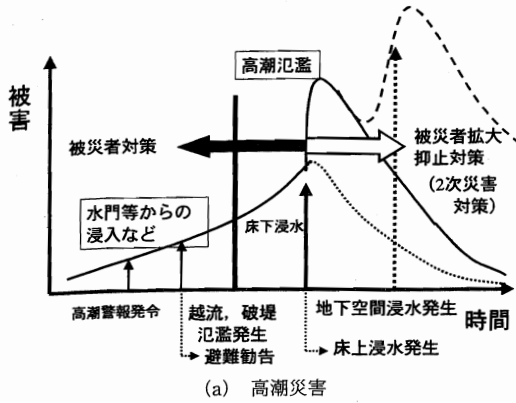 高潮氾濫
被害
被災者対策
被災者拡大
抑止対策
(2次災害
対策)
水門等からの
浸入など
床下浸水
高潮警報発令
越流，破堤
氾濫発生
避難勧告
地下空間浸水発生
時間
床上浸水発生
(a) 高潮災害